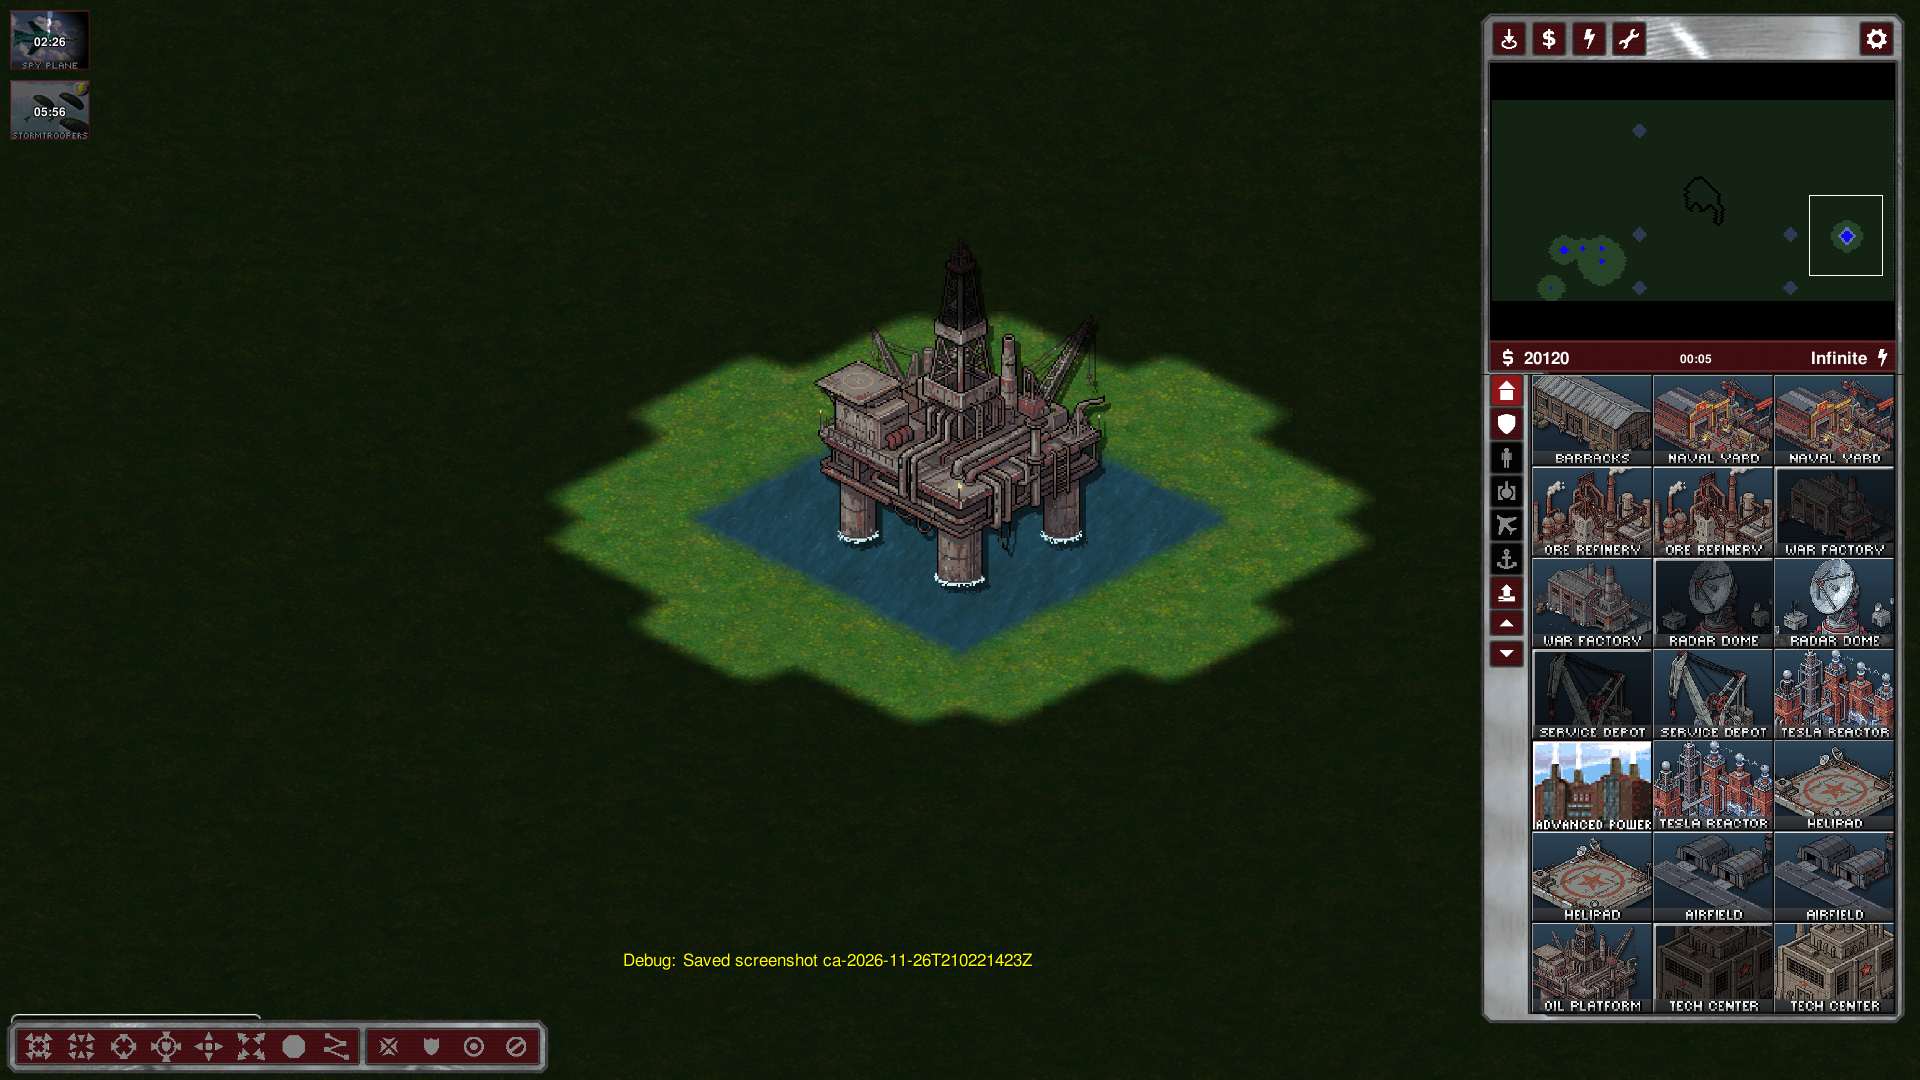 02:26
SPY PLANE
05:56
STORMTROOPERS
$ 20120
00:05
Infinite
BARRACKS
NAVAL YARD
NAVAL YARD
ORE REFINERY
ORE REFINERY
WAR FACTORY
WAR FACTORY
RADAR DOME
RADAR DOME
SERVICE DEPOT
SERVICE DEPOT
TESLA REACTOR
ADVANCED POWER
TESLA REACTOR
HELIPAD
HELIPAD
AIRFIELD
AIRFIELD
OIL PLATFORM
TECH CENTER
TECH CENTER
Debug: Saved screenshot ca-2026-11-26T210221423Z